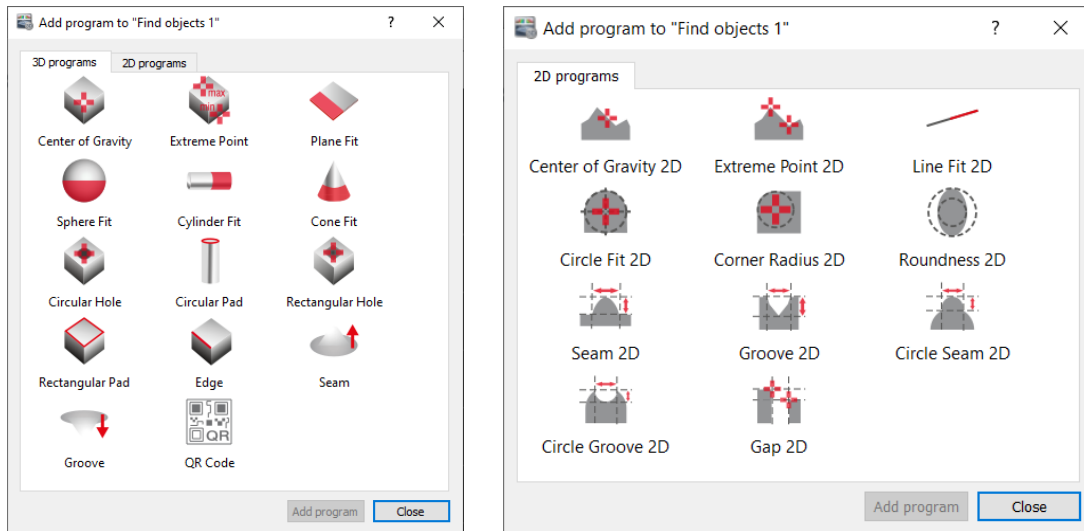 Add program to "Find objects 1"
3D programs
2D programs
Center of Gravity
Extreme Point
Plane Fit
max
min
Sphere Fit
Cylinder Fit
Cone Fit
Circular Hole
Circular Pad
Rectangular Hole
Rectangular Pad
Edge
Seam
QR
Groove
QR Code
Add program
Close
Add program to "Find objects 1"
2D programs
Center of Gravity 2D
Extreme Point 2D
Line Fit 2D
Circle Fit 2D
Corner Radius 2D
Roundness 2D
Seam 2D
Groove 2D
Circle Seam 2D
Circle Groove 2D
Gap 2D
Add program
Close